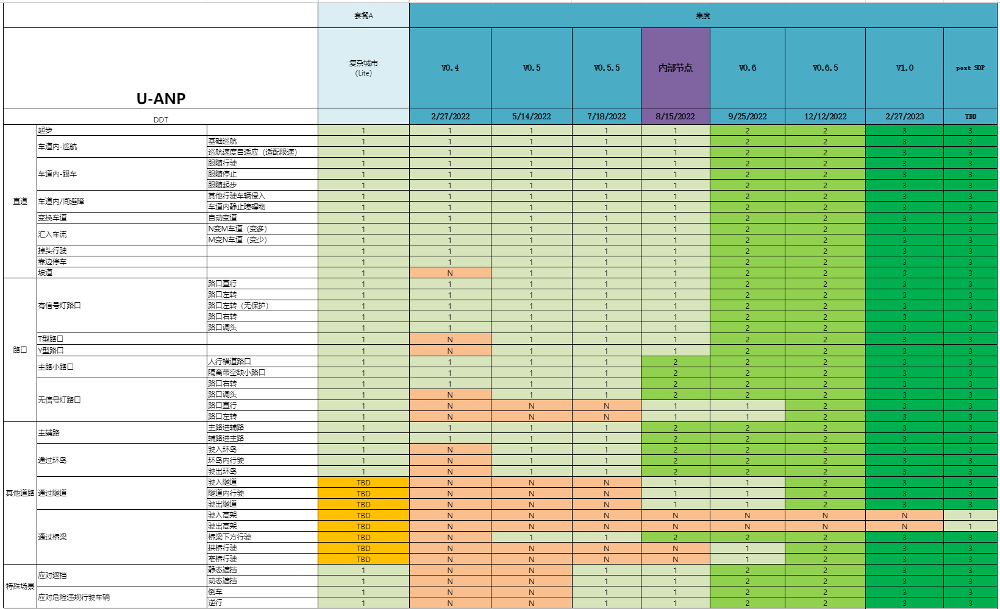 套餐A 集度
复杂城市
（Lite） V0.4 V0.5 V0.5.5 内部节点 V0.6 V0.6.5 V1.0 post SOP
U-ANP
DDT 2/27/2022 5/14/2022 7/18/2022 8/15/2022 9/25/2022 12/12/2022 2/27/2023 TBD
直道 起步 1 1 1 1 1 2 2 3 3
车道内-巡航 基础巡航 1 1 1 1 1 2 2 3 3
巡航速度自适应（适配限速） 1 1 1 1 1 2 2 3 3
车道内-跟车 跟随行驶 1 1 1 1 1 2 2 3 3
跟随停止 1 1 1 1 1 2 2 3 3
跟随起步 1 1 1 1 1 2 2 3 3
车道内/间避障 其他行驶车辆侵入 1 1 1 1 1 2 2 3 3
车道内静止障碍物 1 1 1 1 1 2 2 3 3
变换车道 自动变道 1 1 1 1 1 2 2 3 3
汇入车流 N变M车道（变多） 1 1 1 1 1 2 2 3 3
M变N车道（变少） 1 1 1 1 1 2 2 3 3
掉头行驶 1 1 1 1 1 2 2 3 3
靠边停车 1 1 1 1 1 2 2 3 3
坡道 1 N 1 1 1 2 2 3 3
路口 有信号灯路口 路口直行 1 1 1 1 1 2 2 3 3
路口左转 1 1 1 1 1 2 2 3 3
路口左转（无保护） 1 1 1 1 1 2 2 3 3
路口右转 1 1 1 1 1 2 2 3 3
路口调头 1 1 1 1 1 2 2 3 3
T型路口 1 N 1 1 1 2 2 3 3
Y型路口 1 N 1 1 1 2 2 3 3
主路小路口 人行横道路口 1 1 1 1 2 2 2 3 3
隔离带空缺小路口 1 1 1 1 2 2 2 3 3
无信号灯路口 路口右转 1 1 1 1 2 2 2 3 3
路口调头 1 N 1 1 2 2 2 3 3
路口直行 1 N N N 1 1 2 3 3
路口左转 1 N N N 1 1 2 3 3
其他道路 主辅路 主路进辅路 1 1 1 1 2 2 2 3 3
辅路进主路 1 1 1 1 2 2 2 3 3
通过环岛 驶入环岛 1 N 1 1 2 2 2 3 3
环岛内行驶 1 N 1 1 2 2 2 3 3
驶出环岛 1 N 1 1 2 2 2 3 3
通过隧道 驶入隧道 TBD N N N 1 1 2 3 3
隧道内行驶 TBD N N N 1 1 2 3 3
驶出隧道 TBD N N N 1 1 2 3 3
通过桥梁 驶入高架 TBD N N N N N N N 1
驶出高架 TBD N N N N N N N 1
桥梁下方行驶 TBD N 1 1 2 2 2 3 3
拱桥行驶 TBD N N N N 1 2 3 3
窄桥行驶 TBD N N N N 1 2 3 3
特殊场景 应对遮挡 静态遮挡 1 N N 1 1 2 2 3 3
动态遮挡 1 N N 1 1 2 2 3 3
应对危险违规行驶车辆 倒车 1 N N 1 1 2 2 3 3
逆行 1 N N 1 1 2 2 3 3